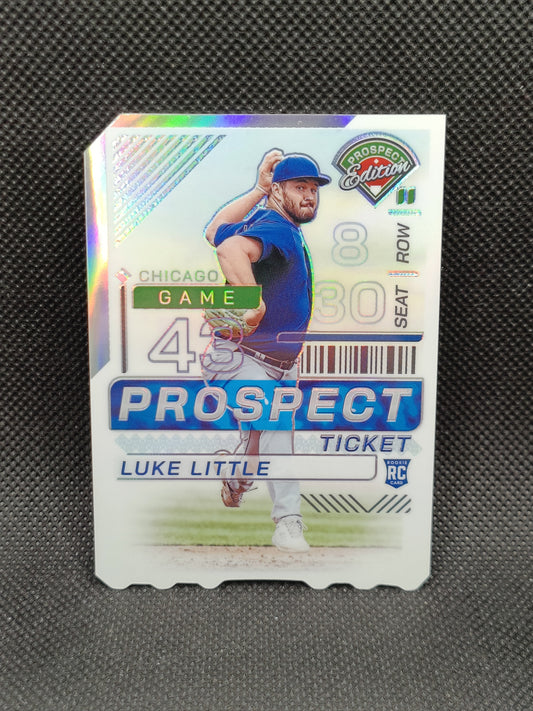 PROSPECT
Edition
8
ROW
CHICAGO
GAME
30
SEAT
43
PROSPECT
TICKET
LUKE LITTLE
ROOKIE
RC
CARD